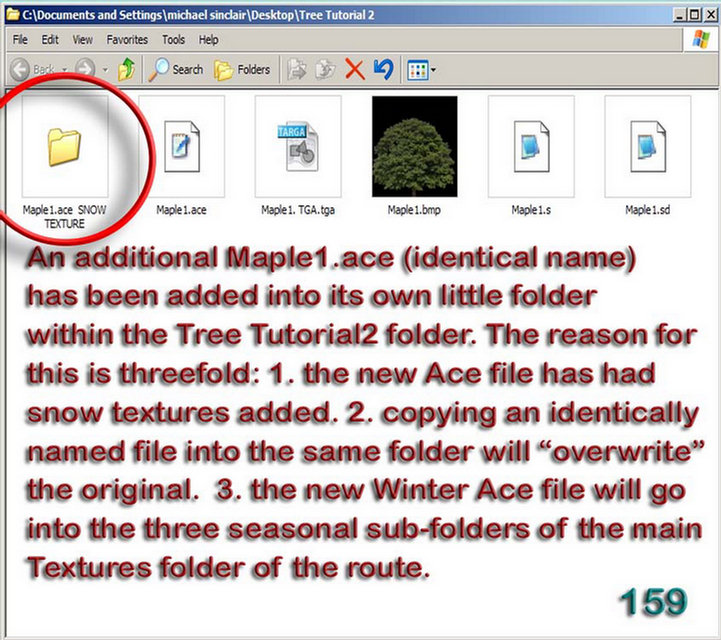 C:\Documents and Settings\michael sinclair\Desktop\Tree Tutorial 2
File Edit View Favorites Tools Help
Back Search Folders
TARGA
Maple1.ace SNOW TEXTURE
Maple1.ace
Maple1. TGA.tga
Maple1.bmp
Maple1.s
Maple1.sd
An additional Maple1.ace (identical name)
has been added into its own little folder
within the Tree Tutorial2 folder. The reason for
this is threefold: 1. the new Ace file has had
snow textures added. 2. copying an identically
named file into the same folder will “overwrite”
the original. 3. the new Winter Ace file will go
into the three seasonal sub-folders of the main
Textures folder of the route.
159